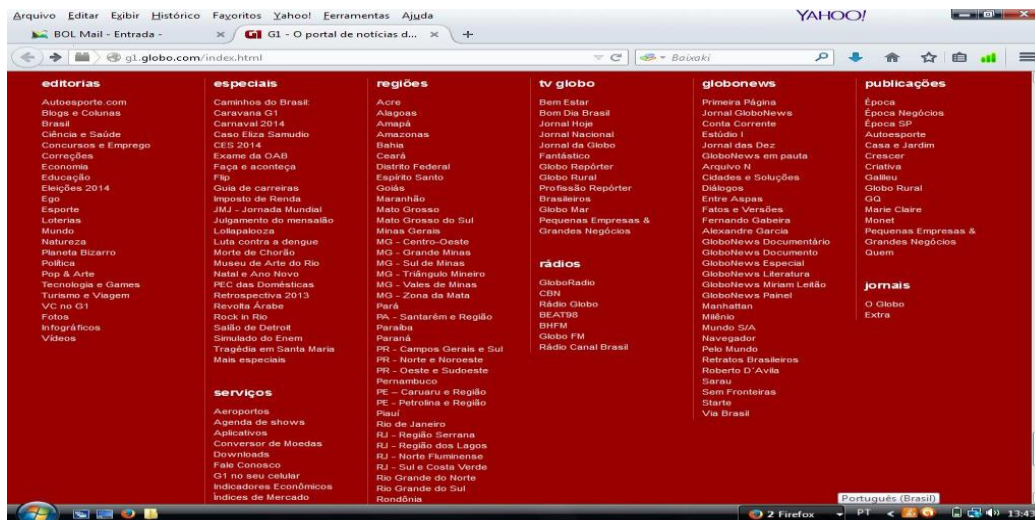 Arquivo Editar Exibir Histórico Favoritos Yahoo! Ferramentas Ajuda
YAHOO!
BOL Mail - Entrada -
G1 G1 - O portal de notícias d...
g1.globo.com/index.html
Baixaki
editorias
Autoesporte.com
Blogs e Colunas
Brasil
Ciência e Saúde
Concursos e Emprego
Correções
Economia
Educação
Eleições 2014
Ego
Esporte
Loterias
Mundo
Natureza
Planeta Bizarro
Política
Pop & Arte
Tecnologia e Games
Turismo e Viagem
VC no G1
Fotos
Infográficos
Vídeos
especiais
Caminhos do Brasil:
Caravana G1
Carnaval 2014
Caso Eliza Samudio
CES 2014
Exame da OAB
Faça e aconteça
Flip
Guia de carreiras
Imposto de Renda
JMJ - Jornada Mundial
Julgamento do mensalão
Lollapalooza
Luta contra a dengue
Morte de Chorão
Museu de Arte do Rio
Natal e Ano Novo
PEC das Domésticas
Retrospectiva 2013
Revolta Árabe
Rock in Rio
Salão de Detroit
Simulado do Enem
Tragédia em Santa Maria
Mais especiais
serviços
Aeroportos
Agenda de shows
Aplicativos
Conversor de Moedas
Downloads
Fale Conosco
G1 no seu celular
Indicadores Econômicos
Índices de Mercado
regiões
Acre
Alagoas
Amapá
Amazonas
Bahia
Ceará
Distrito Federal
Espírito Santo
Goiás
Maranhão
Mato Grosso
Mato Grosso do Sul
Minas Gerais
MG - Centro-Oeste
MG - Grande Minas
MG - Sul de Minas
MG - Triângulo Mineiro
MG - Vales de Minas
MG - Zona da Mata
Pará
PA - Santarém e Região
Paraíba
Paraná
PR - Campos Gerais e Sul
PR - Norte e Noroeste
PR - Oeste e Sudoeste
Pernambuco
PE – Caruaru e Região
PE - Petrolina e Região
Piauí
Rio de Janeiro
RJ - Região Serrana
RJ - Região dos Lagos
RJ - Norte Fluminense
RJ - Sul e Costa Verde
Rio Grande do Norte
Rio Grande do Sul
Rondônia
tv globo
Bem Estar
Bom Dia Brasil
Jornal Hoje
Jornal Nacional
Jornal da Globo
Fantástico
Globo Repórter
Globo Rural
Profissão Repórter
Brasileiros
Globo Mar
Pequenas Empresas &
Grandes Negócios
rádios
GloboRadio
CBN
Rádio Globo
BEAT98
BHFM
Globo FM
Rádio Canal Brasil
globonews
Primeira Página
Jornal GloboNews
Conta Corrente
Estúdio I
Jornal das Dez
GloboNews em pauta
Arquivo N
Cidades e Soluções
Diálogos
Entre Aspas
Fatos e Versões
Fernando Gabeira
Alexandre Garcia
GloboNews Documentário
GloboNews Documento
GloboNews Especial
GloboNews Literatura
GloboNews Miriam Leitão
GloboNews Painel
Manhattan
Milênio
Mundo S/A
Navegador
Pelo Mundo
Retratos Brasileiros
Roberto D'Avila
Sarau
Sem Fronteiras
Starte
Via Brasil
publicações
Época
Época Negócios
Época SP
Autoesporte
Casa e Jardim
Crescer
Criativa
Galileu
Globo Rural
GQ
Marie Claire
Monet
Pequenas Empresas &
Grandes Negócios
Quem
jornais
O Globo
Extra
Português (Brasil)
2 Firefox
PT
13:43